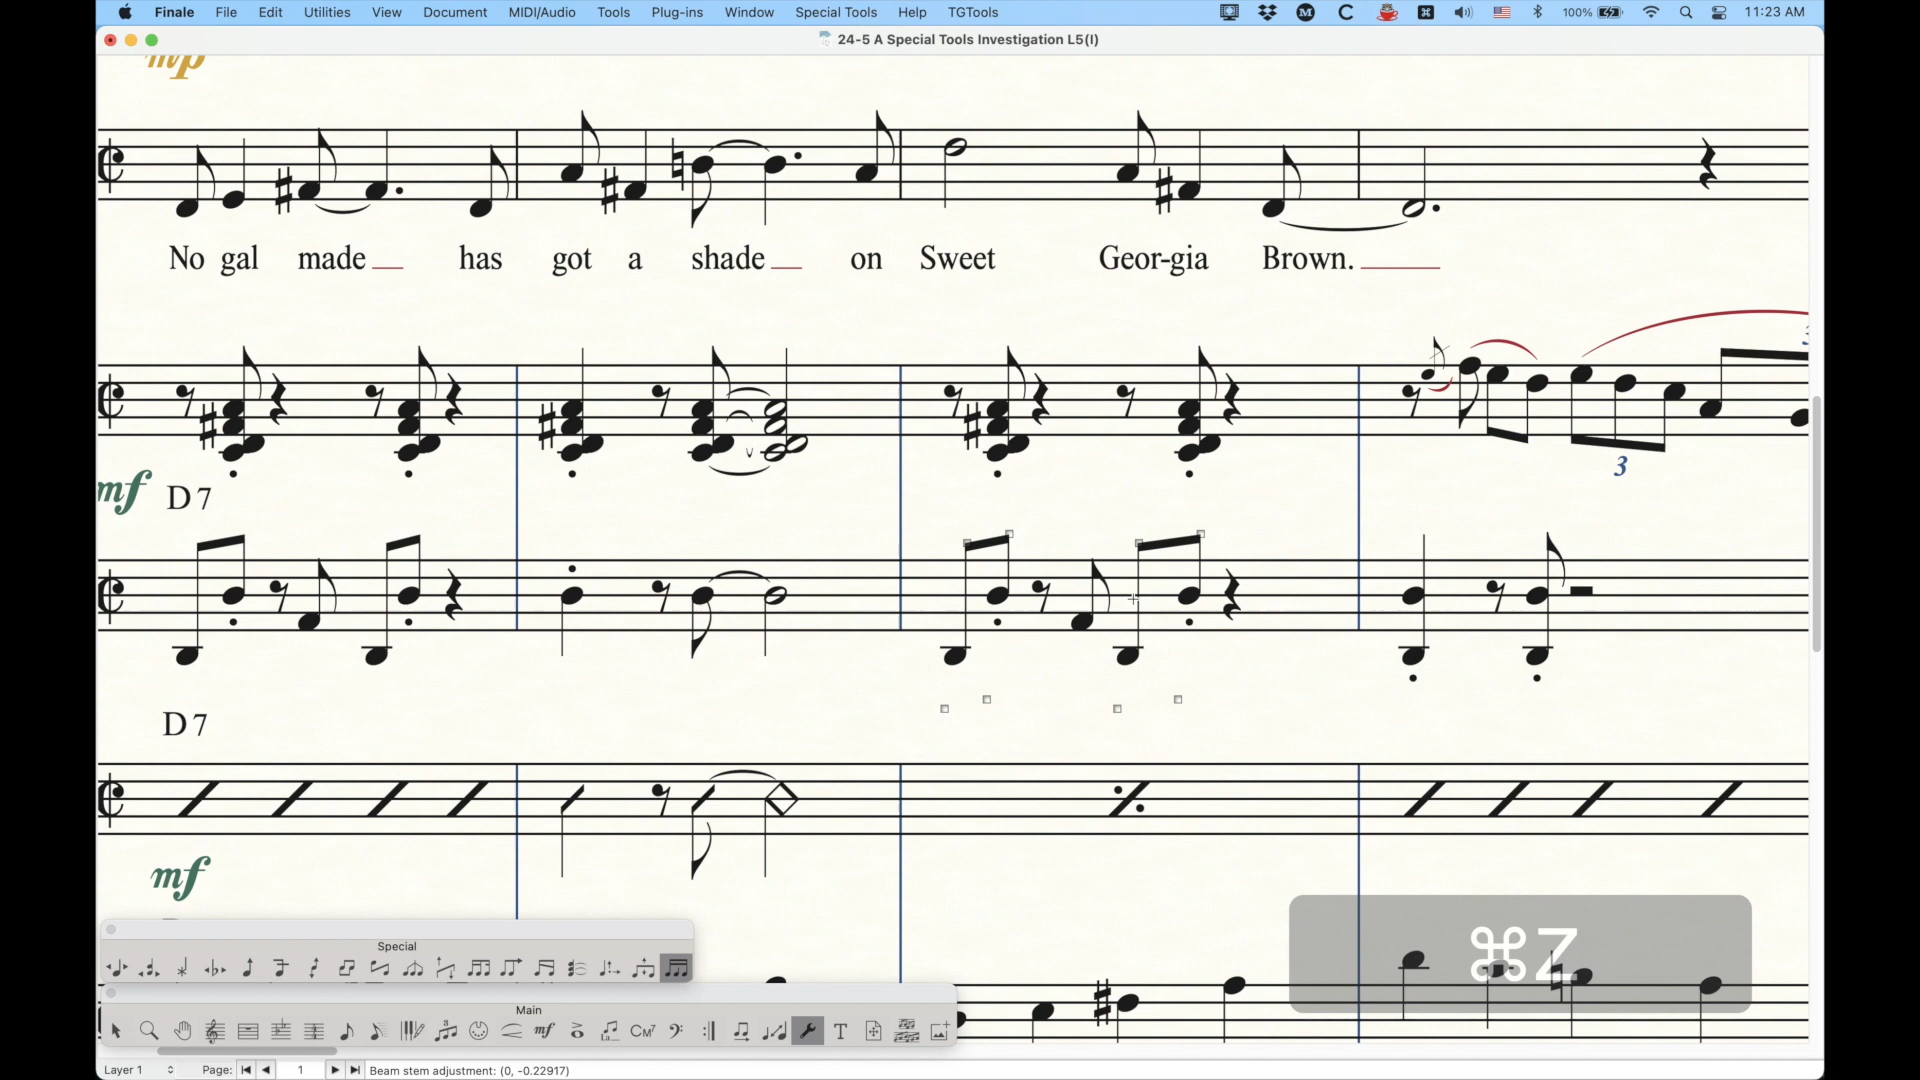 Finale File Edit Utilities View Document MIDI/Audio Tools Plug-ins Window Special Tools Help TGTools 100% 11:23 AM
24-5 A Special Tools Investigation L5(I)
mp
No gal made has got a shade on Sweet Geor-gia Brown.
3
mf D7
D7
mf
⌘Z
Special
Main
mf CM7 T
Layer 1 Page: 1 Beam stem adjustment: (0, -0.22917)